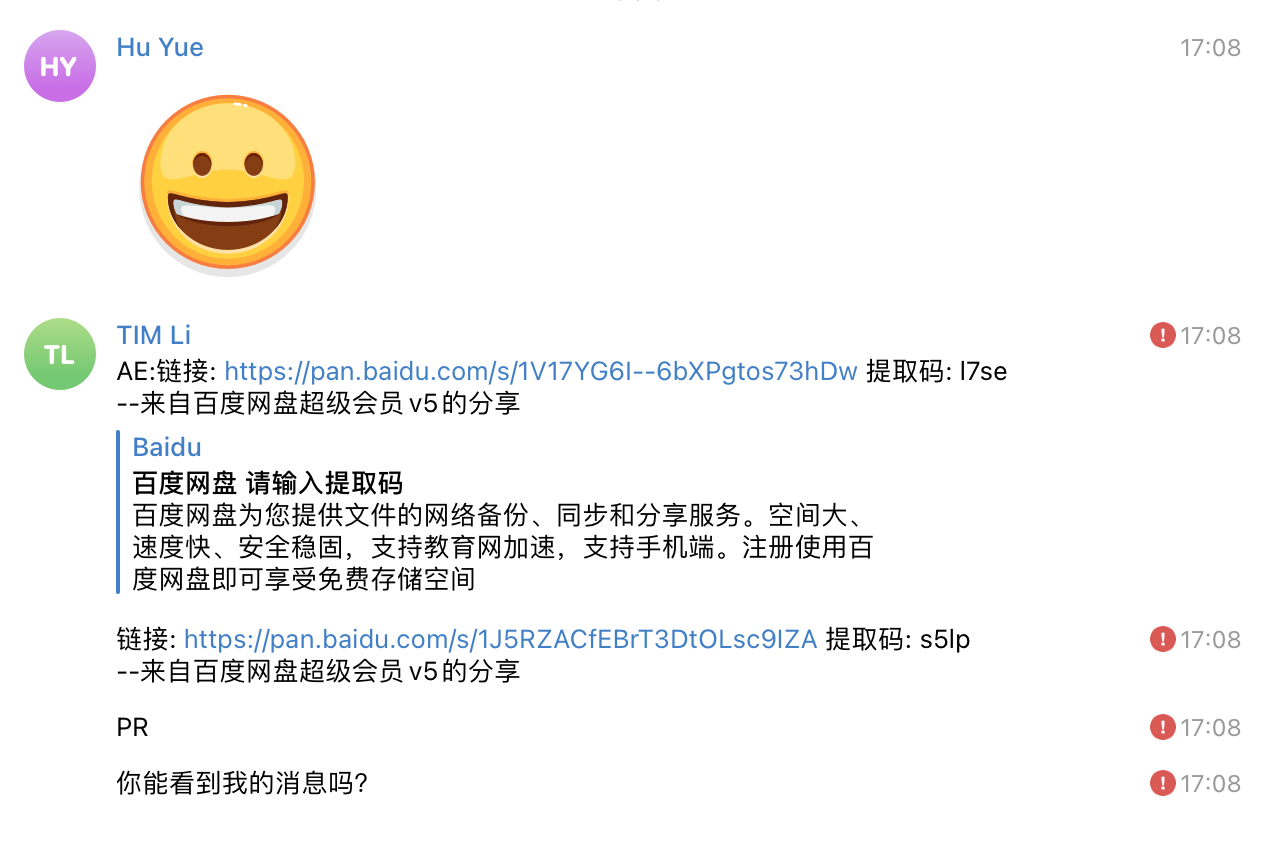 HY
Hu Yue
17:08
TL
TIM Li
17:08
AE:链接: https://pan.baidu.com/s/1V17YG6I--6bXPgtos73hDw 提取码: l7se
--来自百度网盘超级会员v5的分享
Baidu
百度网盘 请输入提取码
百度网盘为您提供文件的网络备份、同步和分享服务。空间大、
速度快、安全稳固，支持教育网加速，支持手机端。注册使用百
度网盘即可享受免费存储空间
链接: https://pan.baidu.com/s/1J5RZACfEBrT3DtOLsc9IZA 提取码: s5lp
17:08
--来自百度网盘超级会员v5的分享
PR
17:08
你能看到我的消息吗?
17:08